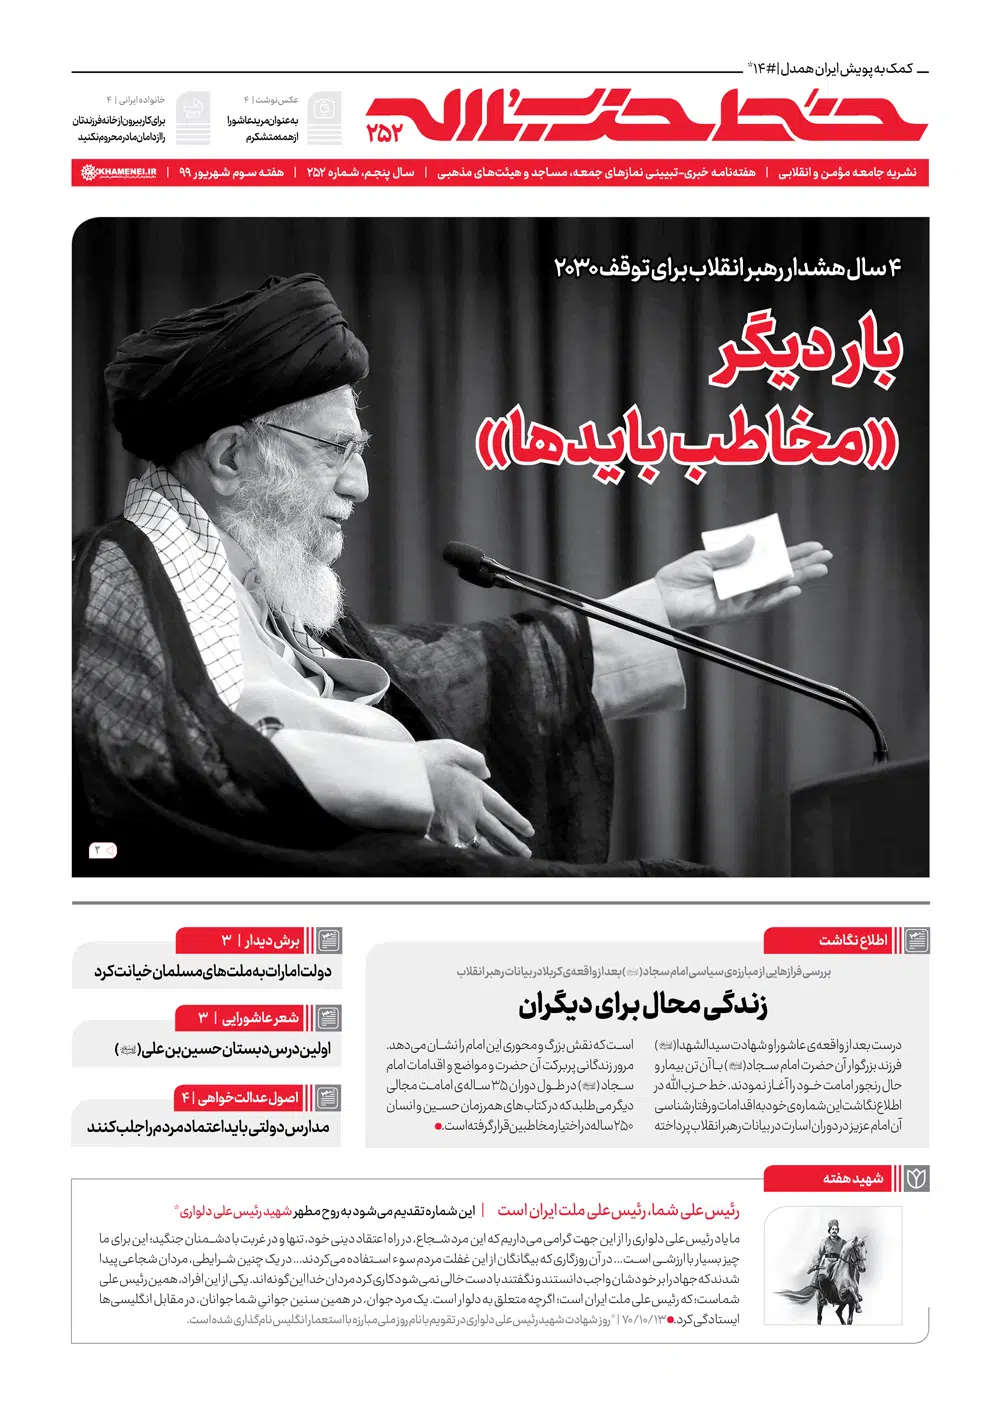 کمک به پویش ایران همدل | #۱۴*
خط حزب‌الله
۲۵۲
عکس‌نوشت | ۴
به عنوان مرید عاشورا
از همه متشکرم
خانواده ایرانی | ۴
برای کار بیرون از خانه فرزندتان
را از دامان مادر محروم نکنید
نشریه جامعه مؤمن و انقلابی | هفته‌نامه خبری-تبیینی نمازهای جمعه، مساجد و هیئت‌های مذهبی | سال پنجم، شماره ۲۵۲ | هفته سوم شهریور ۹۹ | KHAMENEI.IR
۴ سال هشدار رهبر انقلاب برای توقف ۲۰۳۰
بار دیگر
«مخاطب بایدها»
۲
اطلاع نگاشت
بررسی فرازهایی از مبارزه‌ی سیاسی امام سجاد() بعد از واقعه‌ی کربلا در بیانات رهبر انقلاب
زندگی محال برای دیگران
درست بعد از واقعه‌ی عاشورا و شهادت سیدالشهدا()
فرزند بزرگوار آن حضرت امام سجاد() با آن تن بیمار و
حال رنجور امامت خود را آغاز نمودند. خط حزب‌الله در
اطلاع نگاشت این شماره‌ی خود به اقدامات و رفتارشناسی
آن امام عزیز در دوران اسارت در بیانات رهبر انقلاب پرداخته
است که نقش بزرگ و محوری این امام را نشان می‌دهد.
مرور زندگانی پربرکت آن حضرت و مواضع و اقدامات امام
سجاد() در طول دوران ۳۵ ساله‌ی امامت مجالی
دیگر می‌طلبد که در کتاب‌های همرزمان حسین و انسان
۲۵۰ ساله در اختیار مخاطبین قرار گرفته است.
برش دیدار | ۳
دولت امارات به ملت‌های مسلمان خیانت کرد
شعر عاشورایی | ۳
اولین درس دبستان حسین بن علی()
اصول عدالت‌خواهی | ۴
مدارس دولتی باید اعتماد مردم را جلب کنند
شهید هفته
رئیس‌علی شما، رئیس‌علی ملت ایران است | این شماره تقدیم می‌شود به روح مطهر شهید رئیس‌علی دلواری*
ما یاد رئیس‌علی دلواری را از این جهت گرامی می‌داریم که این مرد شجاع، در راه اعتقاد دینی خود، تنها و در غربت با دشمنان جنگید؛ این برای ما
چیز بسیار با ارزشی است... در آن روزگاری که بیگانگان از این غفلت مردم سوء استفاده می‌کردند... در یک چنین شرایطی، مردان شجاعی پیدا
شدند که جهاد را بر خودشان واجب دانستند و نگفتند با دست خالی نمی‌شود کاری کرد مردان خدا این‌گونه‌اند. یکی از این افراد، همین رئیس علی
شماست؛ که رئیس علی ملت ایران است؛ اگرچه متعلق به دلوار است. یک مرد جوان، در همین سنین جوانیِ شما جوانان، در مقابل انگلیسی‌ها
ایستادگی کرد. ۷۰/۱۰/۱۳ | *روز شهادت شهید رئیس علی دلواری در تقویم با نام روز ملی مبارزه با استعمار انگلیس نام‌گذاری شده است.